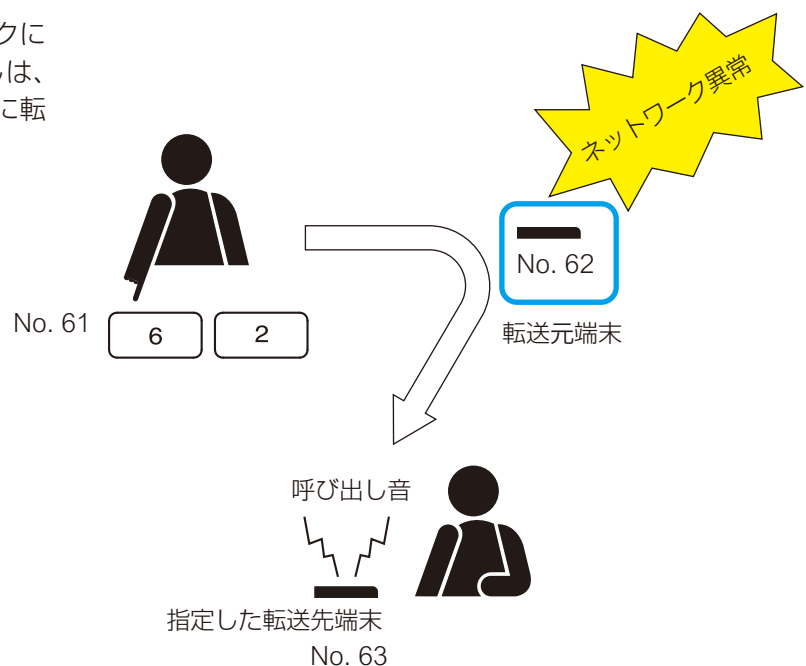 クに
しは、
に転
ネットワーク異常
No. 62
転送元端末
No. 61
6
2
呼び出し音
指定した転送先端末
No. 63